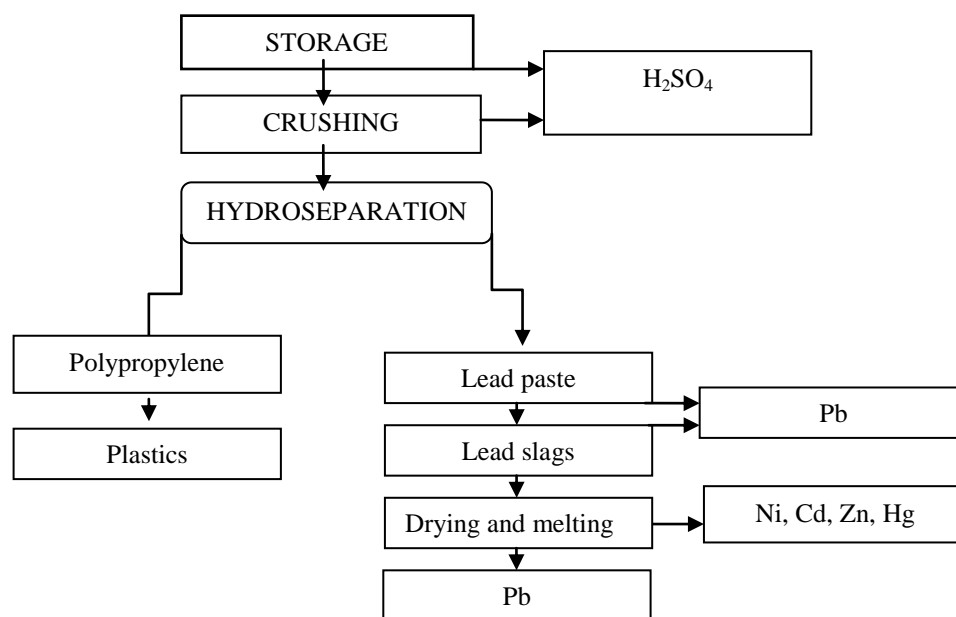 STORAGE
H₂SO₄
CRUSHING
HYDROSEPARATION
Polypropylene
Plastics
Lead paste
Pb
Lead slags
Drying and melting
Ni, Cd, Zn, Hg
Pb